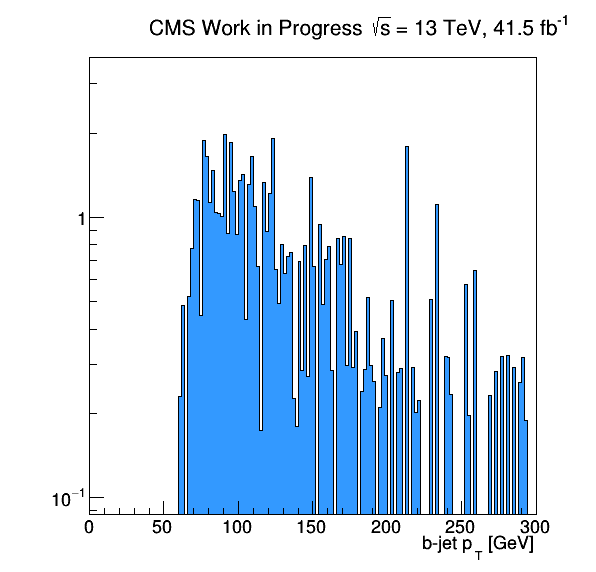 CMS Work in Progress √s = 13 TeV, 41.5 fb⁻¹
1
10⁻¹
0 50 100 150 200 250 300
b-jet p_T [GeV]